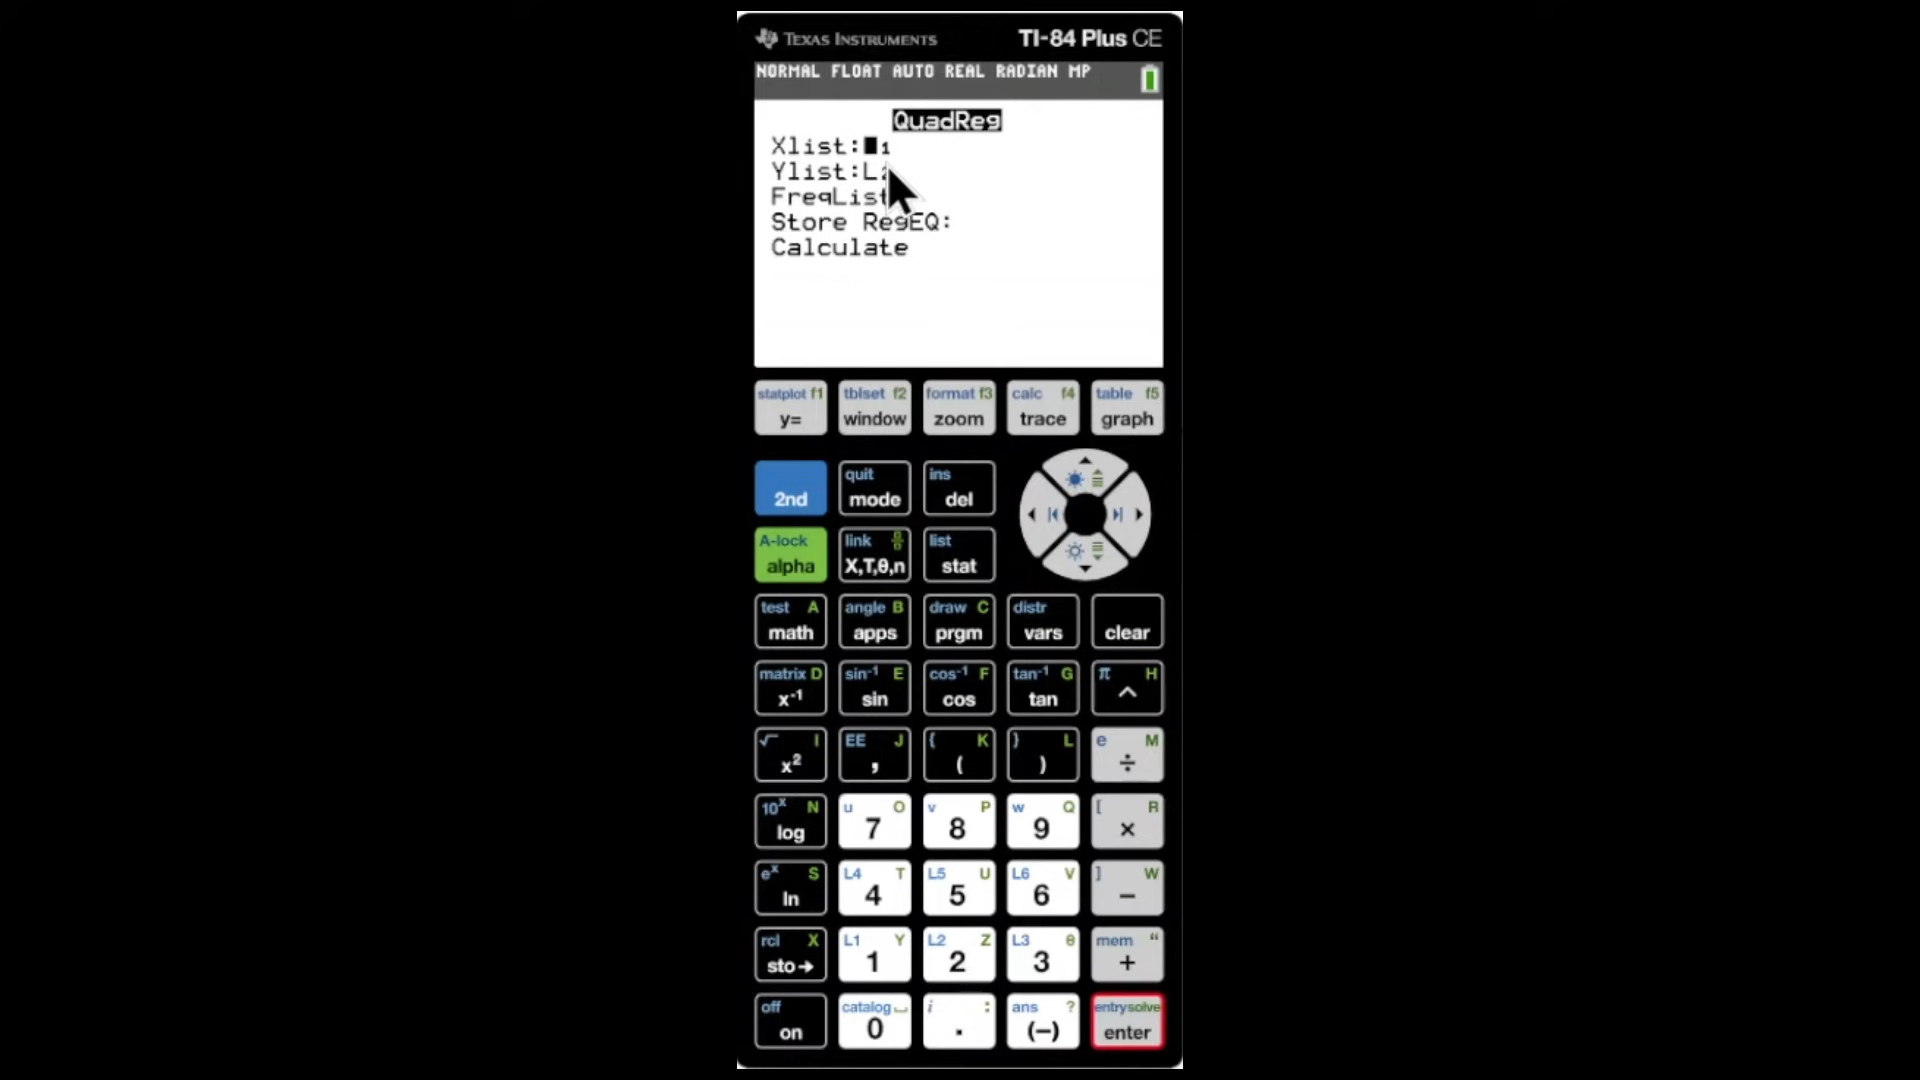 TEXAS INSTRUMENTS TI-84 Plus CE
NORMAL FLOAT AUTO REAL RADIAN MP
QuadReg
Xlist: 1
Ylist:L
FreqList
Store RegEQ:
Calculate
statplot f1 tblset f2 format f3 calc f4 table f5
y= window zoom trace graph
quit ins
2nd mode del
A-lock link list
alpha X,T,θ,n stat
test A angle B draw C distr
math apps prgm vars clear
matrix D sin-1 E cos-1 F tan-1 G π H
x-1 sin cos tan ^
√ I EE J { K } L e M
x2 , ( ) ÷
10x N u O v P w Q [ R
log 7 8 9 ×
ex S L4 T L5 U L6 V ] W
ln 4 5 6 −
rcl X L1 Y L2 Z L3 θ mem “
sto→ 1 2 3 +
off catalog i : ans ? entry solve
on 0 . (−) enter